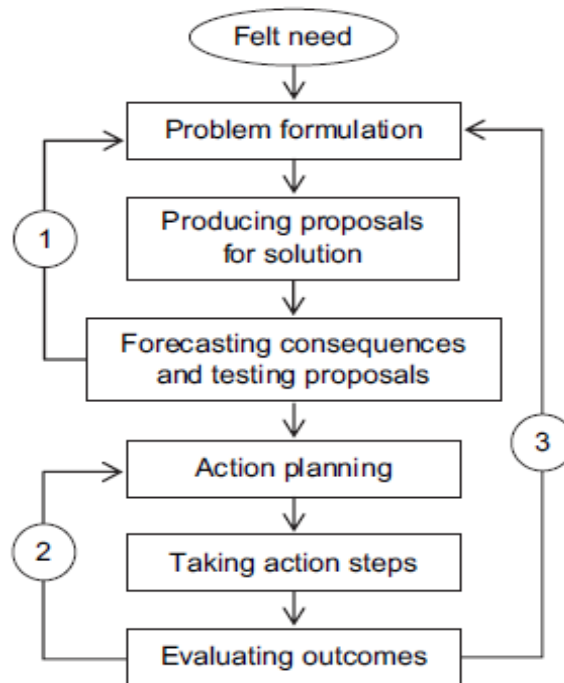 Felt need
Problem formulation
1
Producing proposals
for solution
Forecasting consequences
and testing proposals
3
Action planning
2
Taking action steps
Evaluating outcomes